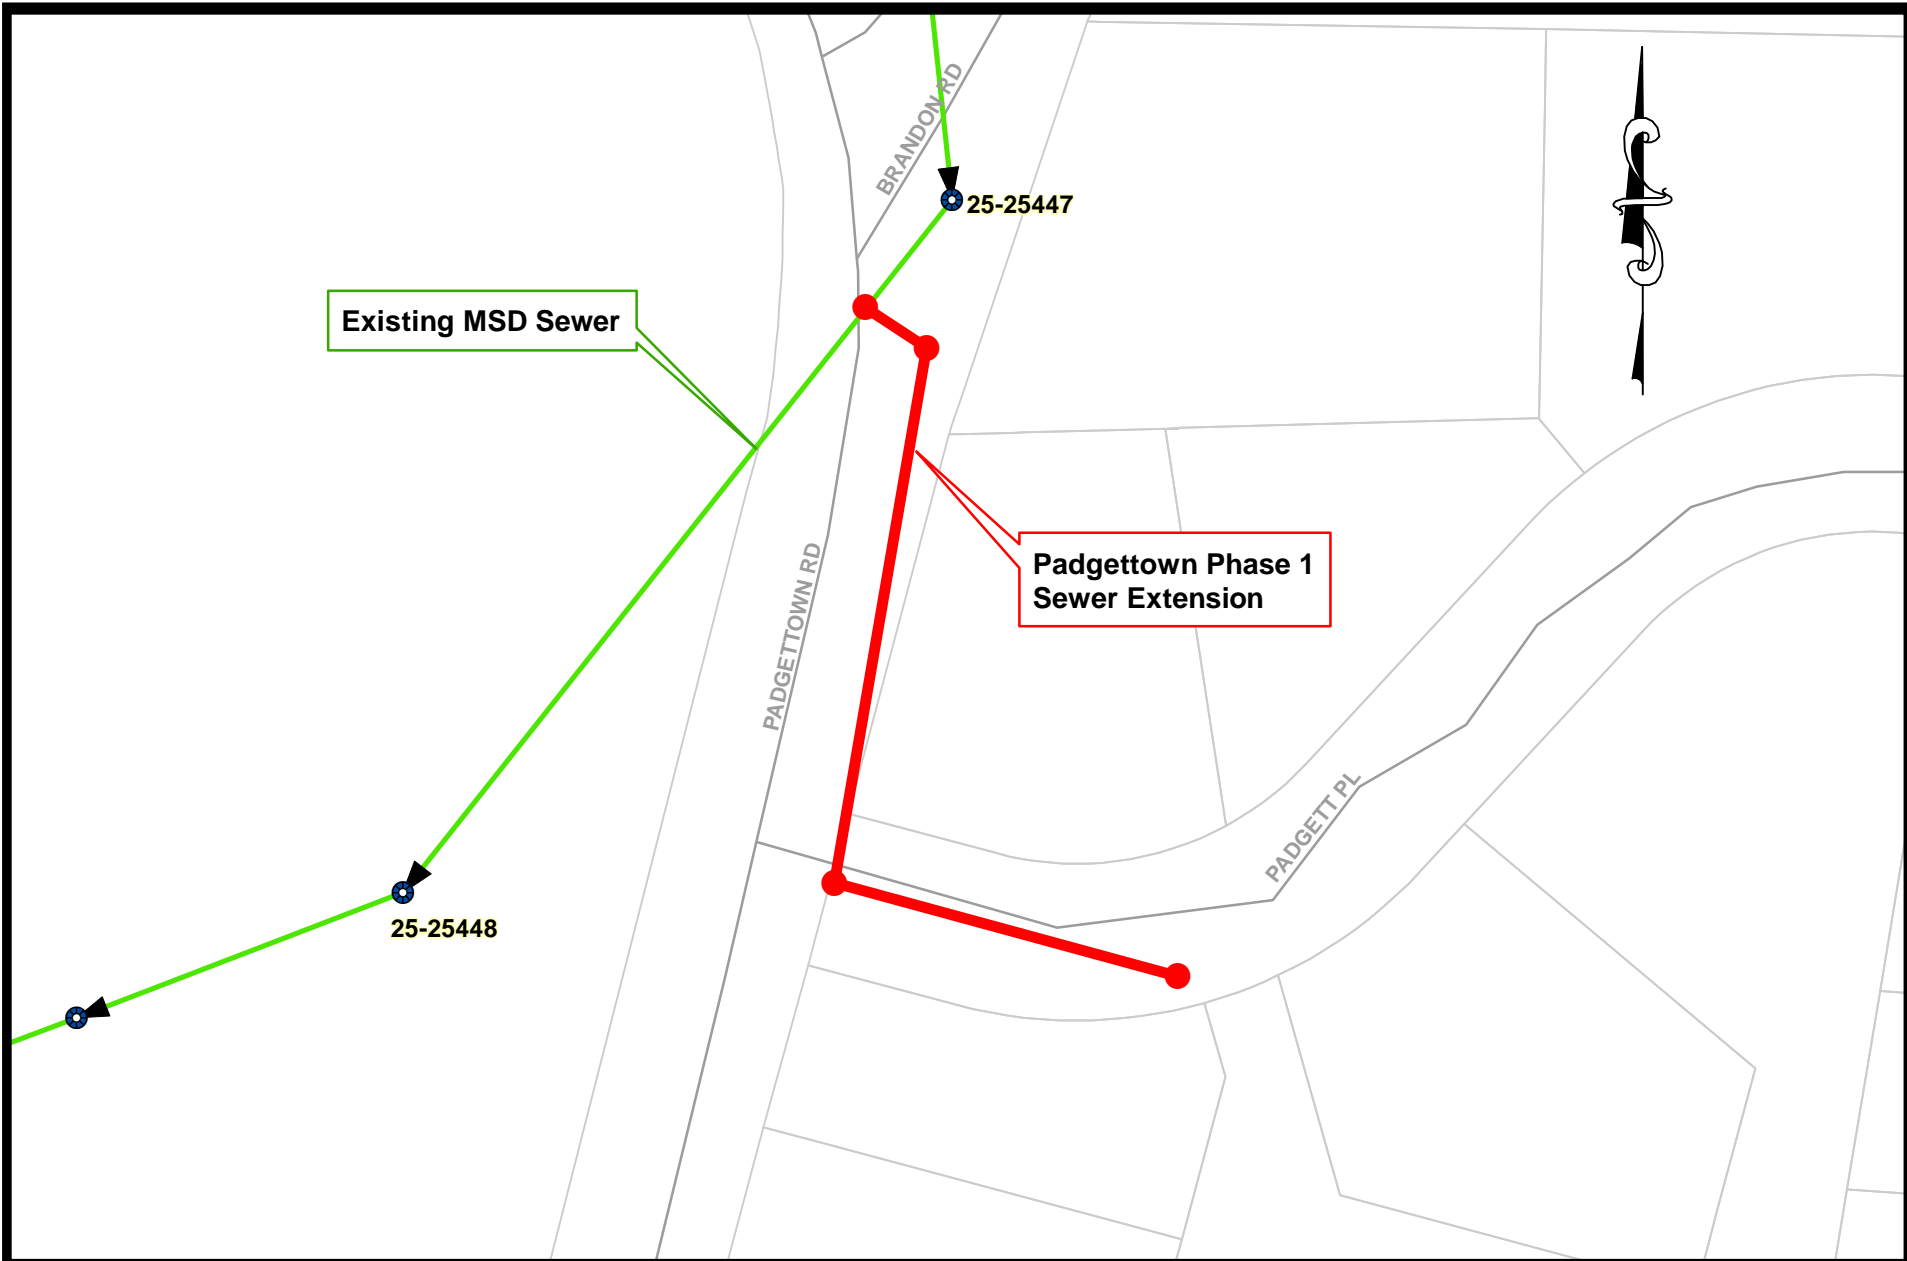 BRANDON RD
25-25447
Existing MSD Sewer
Padgettown Phase 1
Sewer Extension
PADGETTOWN RD
PADGETT PL
25-25448